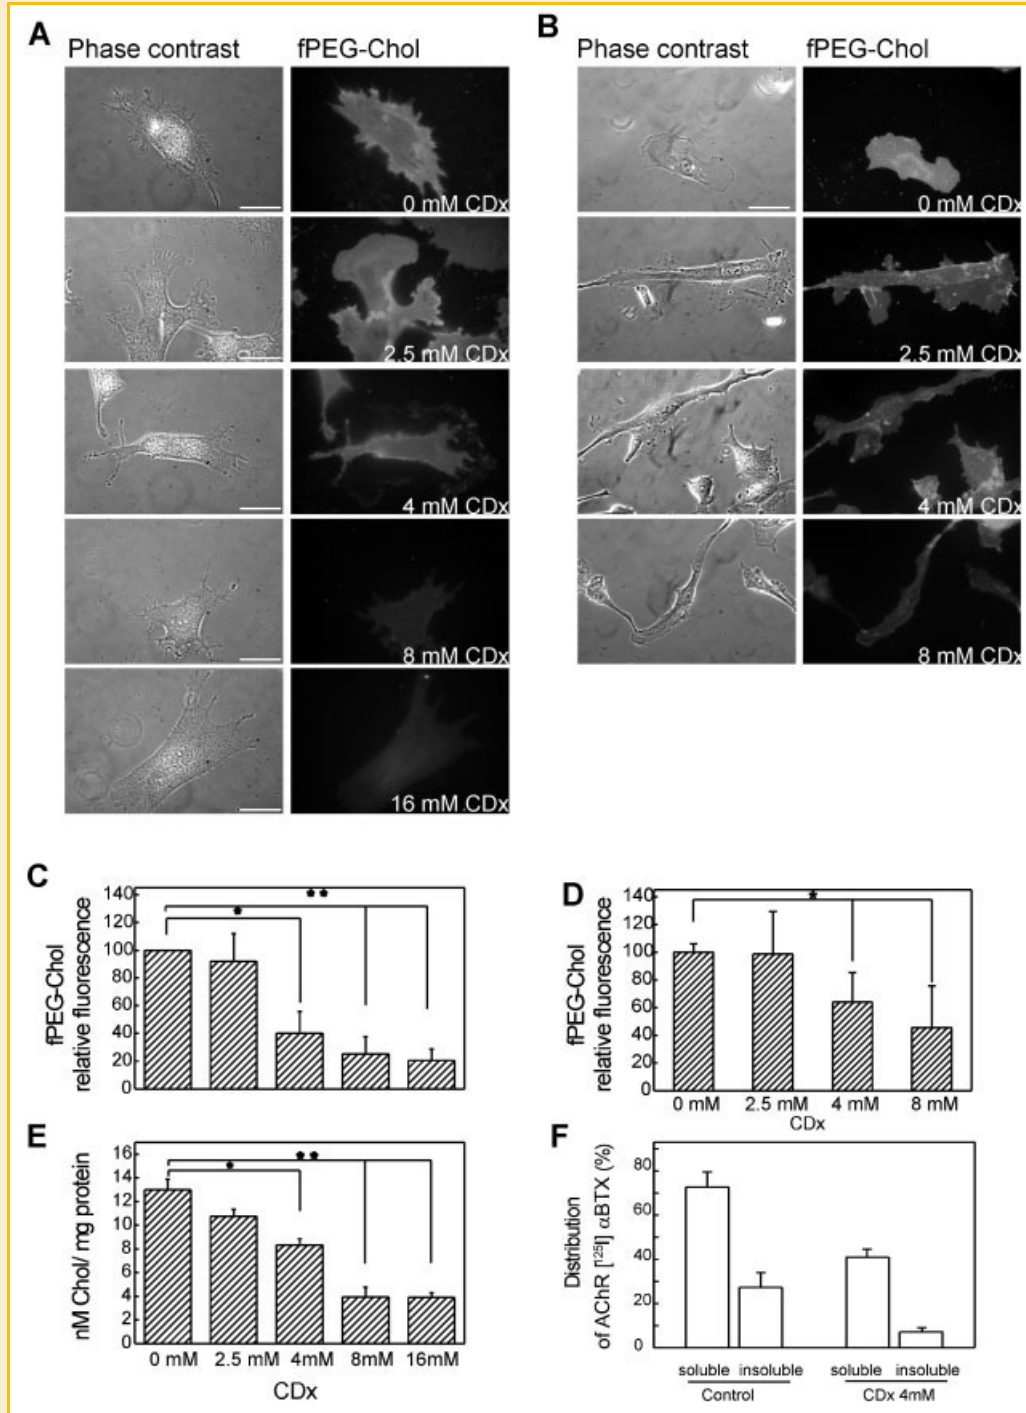 A
Phase contrast fPEG-Chol
0 mM CDx
2.5 mM CDx
4 mM CDx
8 mM CDx
16 mM CDx
B
Phase contrast fPEG-Chol
0 mM CDx
2.5 mM CDx
4 mM CDx
8 mM CDx
C
fPEG-Chol
relative fluorescence
140
120
100
80
60
40
20
0
*
**
D
fPEG-Chol
relative fluorescence
140
120
100
80
60
40
20
0
*
0 mM 2.5 mM 4 mM 8 mM
CDx
E
nM Chol/ mg protein
16
14
12
10
8
6
4
2
0
*
**
0 mM 2.5 mM 4mM 8mM 16mM
CDx
F
Distribution
of AChR [¹²⁵I] αBTX (%)
80
60
40
20
0
soluble insoluble soluble insoluble
Control CDx 4mM